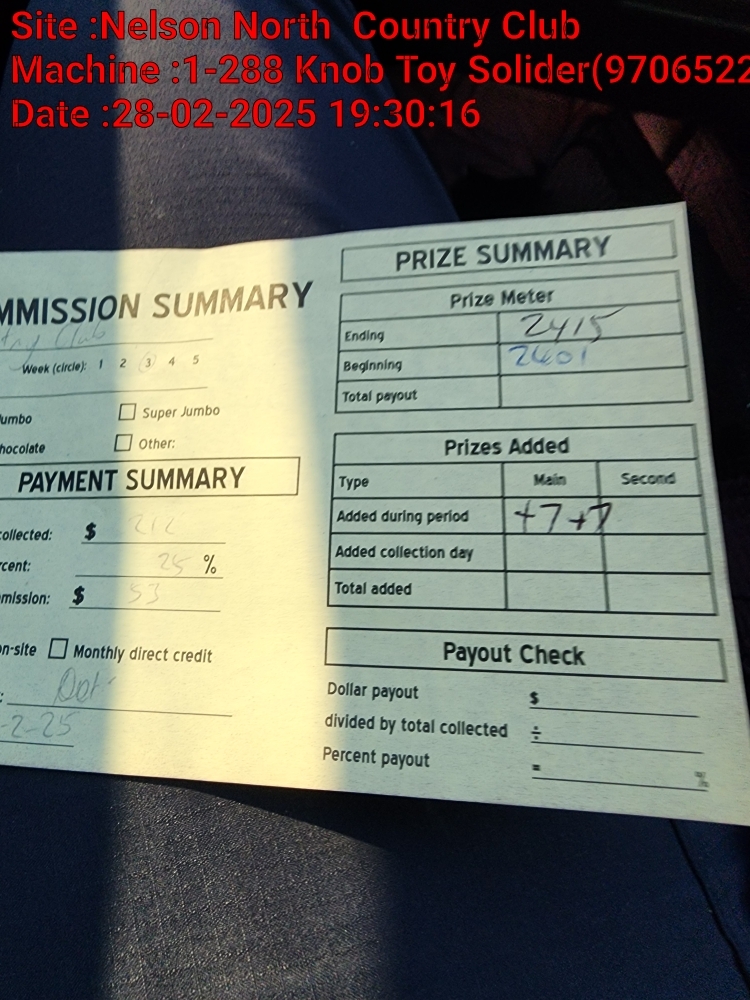 Site :Nelson North Country Club
Machine :1-288 Knob Toy Solider(9706522
Date :28-02-2025 19:30:16
MMISSION SUMMARY
try Club
Week (circle): 1 2 3 4 5
umbo
Super Jumbo
hocolate
Other:
PAYMENT SUMMARY
ollected: $ 212
rcent: 25 %
mission: $ 53
n-site
Monthly direct credit
-2-25
PRIZE SUMMARY
Prize Meter
Ending 2415
Beginning 2401
Total payout
Prizes Added
Type Main Second
Added during period +7 +7
Added collection day
Total added
Payout Check
Dollar payout $
divided by total collected ÷
Percent payout = %